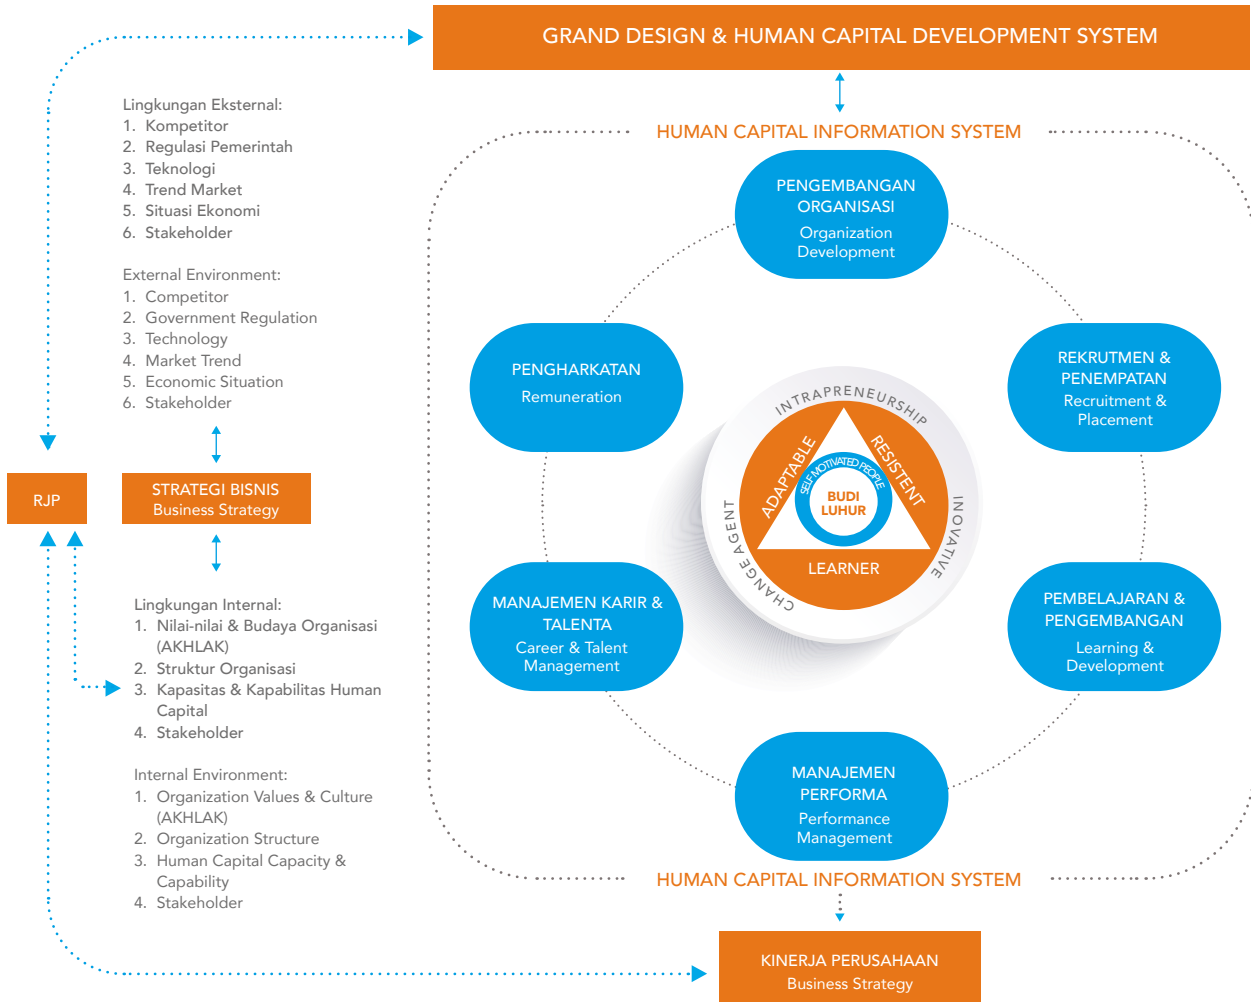 GRAND DESIGN & HUMAN CAPITAL DEVELOPMENT SYSTEM
Lingkungan Eksternal:
1. Kompetitor
2. Regulasi Pemerintah
3. Teknologi
4. Trend Market
5. Situasi Ekonomi
6. Stakeholder
External Environment:
1. Competitor
2. Government Regulation
3. Technology
4. Market Trend
5. Economic Situation
6. Stakeholder
RJP
STRATEGI BISNIS
Business Strategy
Lingkungan Internal:
1. Nilai-nilai & Budaya Organisasi
(AKHLAK)
2. Struktur Organisasi
3. Kapasitas & Kapabilitas Human
Capital
4. Stakeholder
Internal Environment:
1. Organization Values & Culture
(AKHLAK)
2. Organization Structure
3. Human Capital Capacity &
Capability
4. Stakeholder
HUMAN CAPITAL INFORMATION SYSTEM
PENGEMBANGAN
ORGANISASI
Organization
Development
PENGHARKATAN
Remuneration
REKRUTMEN &
PENEMPATAN
Recruitment &
Placement
INTRAPRENEURSHIP
INOVATIVE
CHANGE AGENT
ADAPTABLE
RESISTENT
LEARNER
SELF MOTIVATED PEOPLE
BUDI
LUHUR
MANAJEMEN KARIR &
TALENTA
Career & Talent
Management
PEMBELAJARAN &
PENGEMBANGAN
Learning &
Development
MANAJEMEN
PERFORMA
Performance
Management
HUMAN CAPITAL INFORMATION SYSTEM
KINERJA PERUSAHAAN
Business Strategy